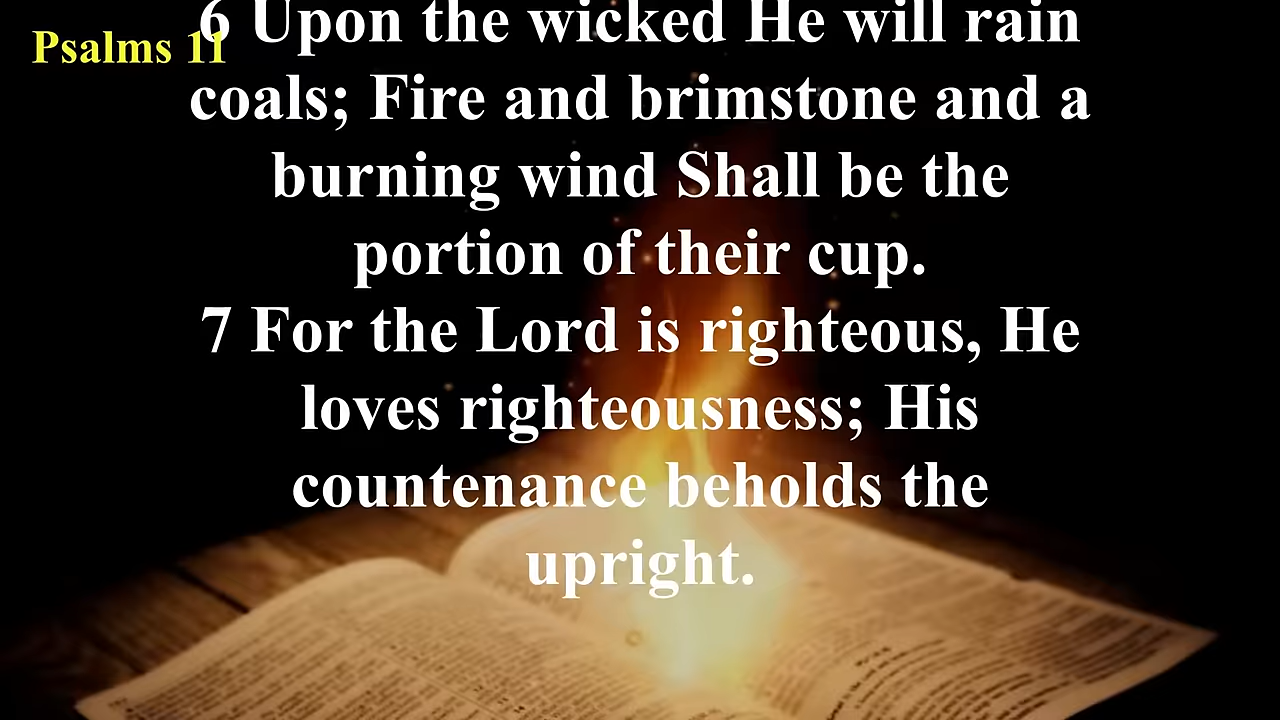 Psalms 11
6 Upon the wicked He will rain
coals; Fire and brimstone and a
burning wind Shall be the
portion of their cup.
7 For the Lord is righteous, He
loves righteousness; His
countenance beholds the
upright.